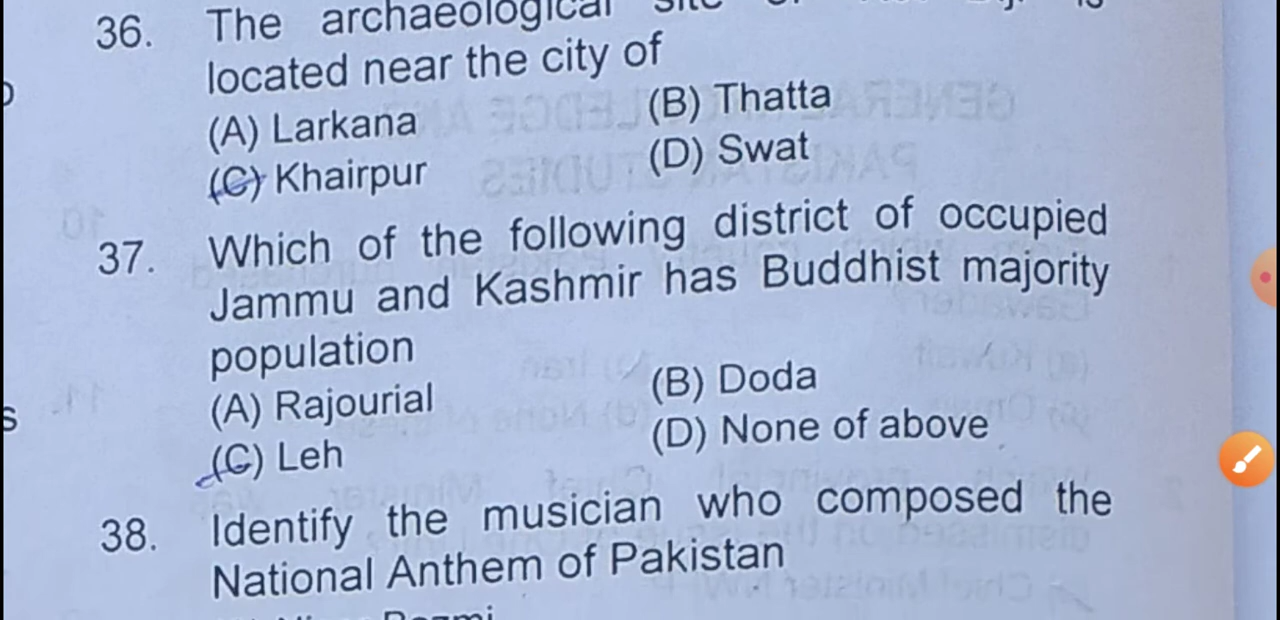 36. The archaeological
located near the city of
(A) Larkana (B) Thatta
(C) Khairpur (D) Swat
37. Which of the following district of occupied
Jammu and Kashmir has Buddhist majority
population
(A) Rajourial (B) Doda
(C) Leh (D) None of above
38. Identify the musician who composed the
National Anthem of Pakistan